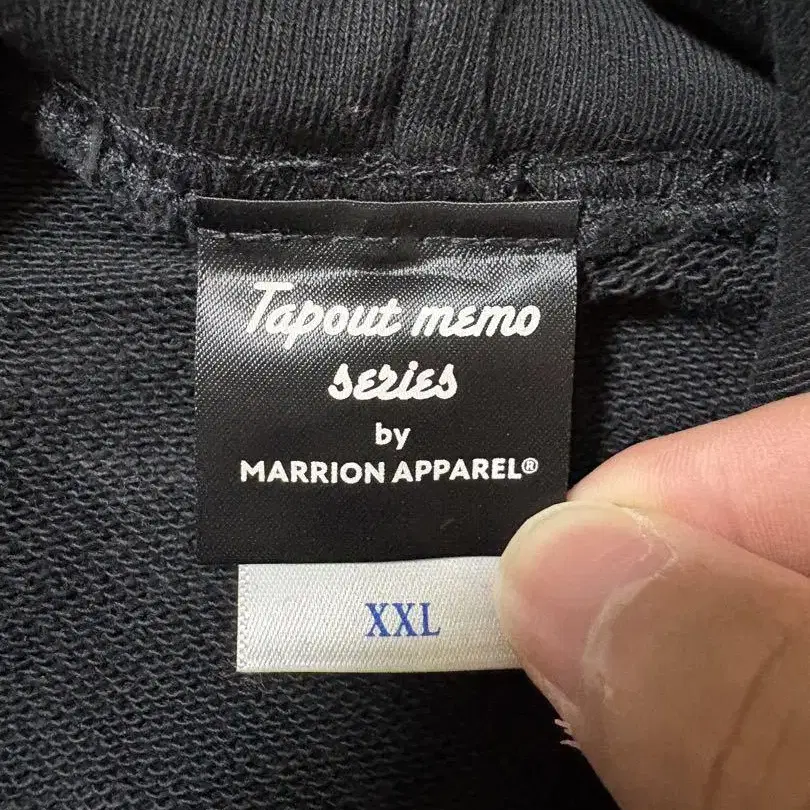 Tapout memo
series
by
MARRION APPAREL®
XXL